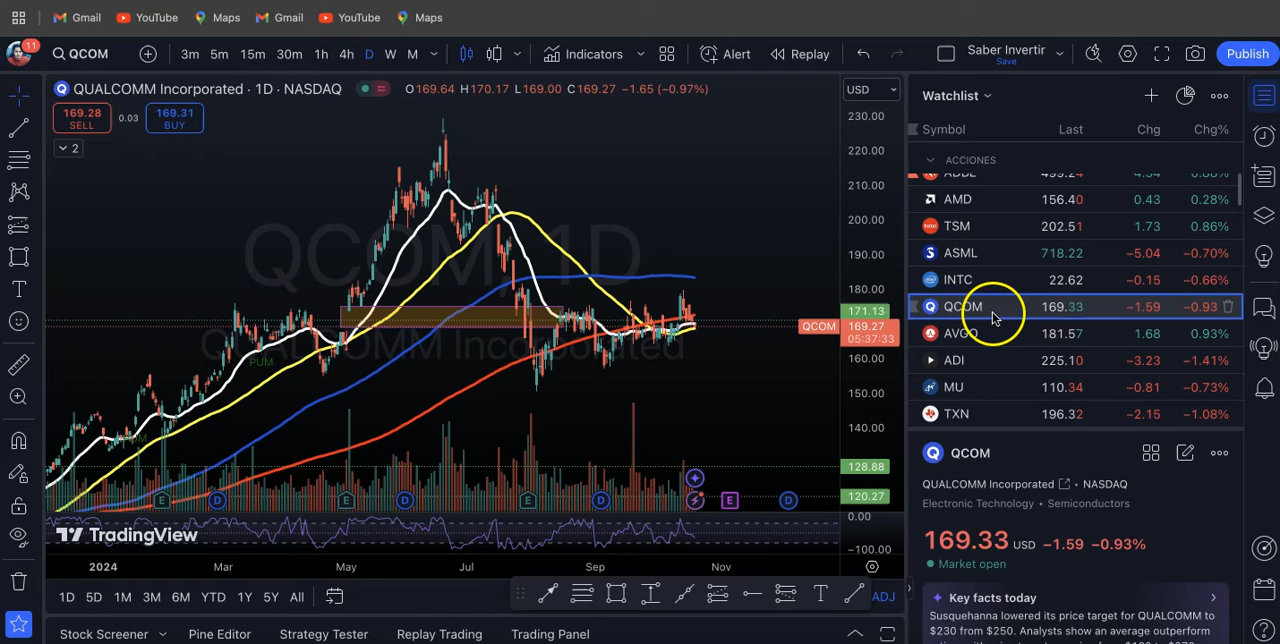 Gmail YouTube Maps Gmail YouTube Maps
11 QCOM 3m 5m 15m 30m 1h 4h D W M Indicators Alert Replay Saber Invertir Save Publish
QUALCOMM Incorporated · 1D · NASDAQ O169.64 H170.17 L169.00 C169.27 −1.65 (−0.97%) USD
169.28 SELL 0.03 169.31 BUY
2
QCOM, 1D
QUALCOMM Incorporated
PUM
230.00
220.00
210.00
200.00
190.00
180.00
171.13
QCOM 169.27
05:37:33
160.00
150.00
140.00
128.88
120.27
E D E D E D E D
0.00
−100.00
TradingView
2024 Mar May Jul Sep Nov
1D 5D 1M 3M 6M YTD 1Y 5Y All T ADJ
Stock Screener Pine Editor Strategy Tester Replay Trading Trading Panel
Watchlist
Symbol Last Chg Chg%
ACCIONES
AMD 156.40 0.43 0.28%
TSM 202.51 1.73 0.86%
ASML 718.22 −5.04 −0.70%
INTC 22.62 −0.15 −0.66%
QCOM 169.33 −1.59 −0.93
AVGO 181.57 1.68 0.93%
ADI 225.10 −3.23 −1.41%
MU 110.34 −0.81 −0.73%
TXN 196.32 −2.15 −1.08%
QCOM
QUALCOMM Incorporated • NASDAQ
Electronic Technology • Semiconductors
169.33 USD −1.59 −0.93%
Market open
Key facts today
Susquehanna lowered its price target for QUALCOMM to
$230 from $250. Analysts show an average outperform